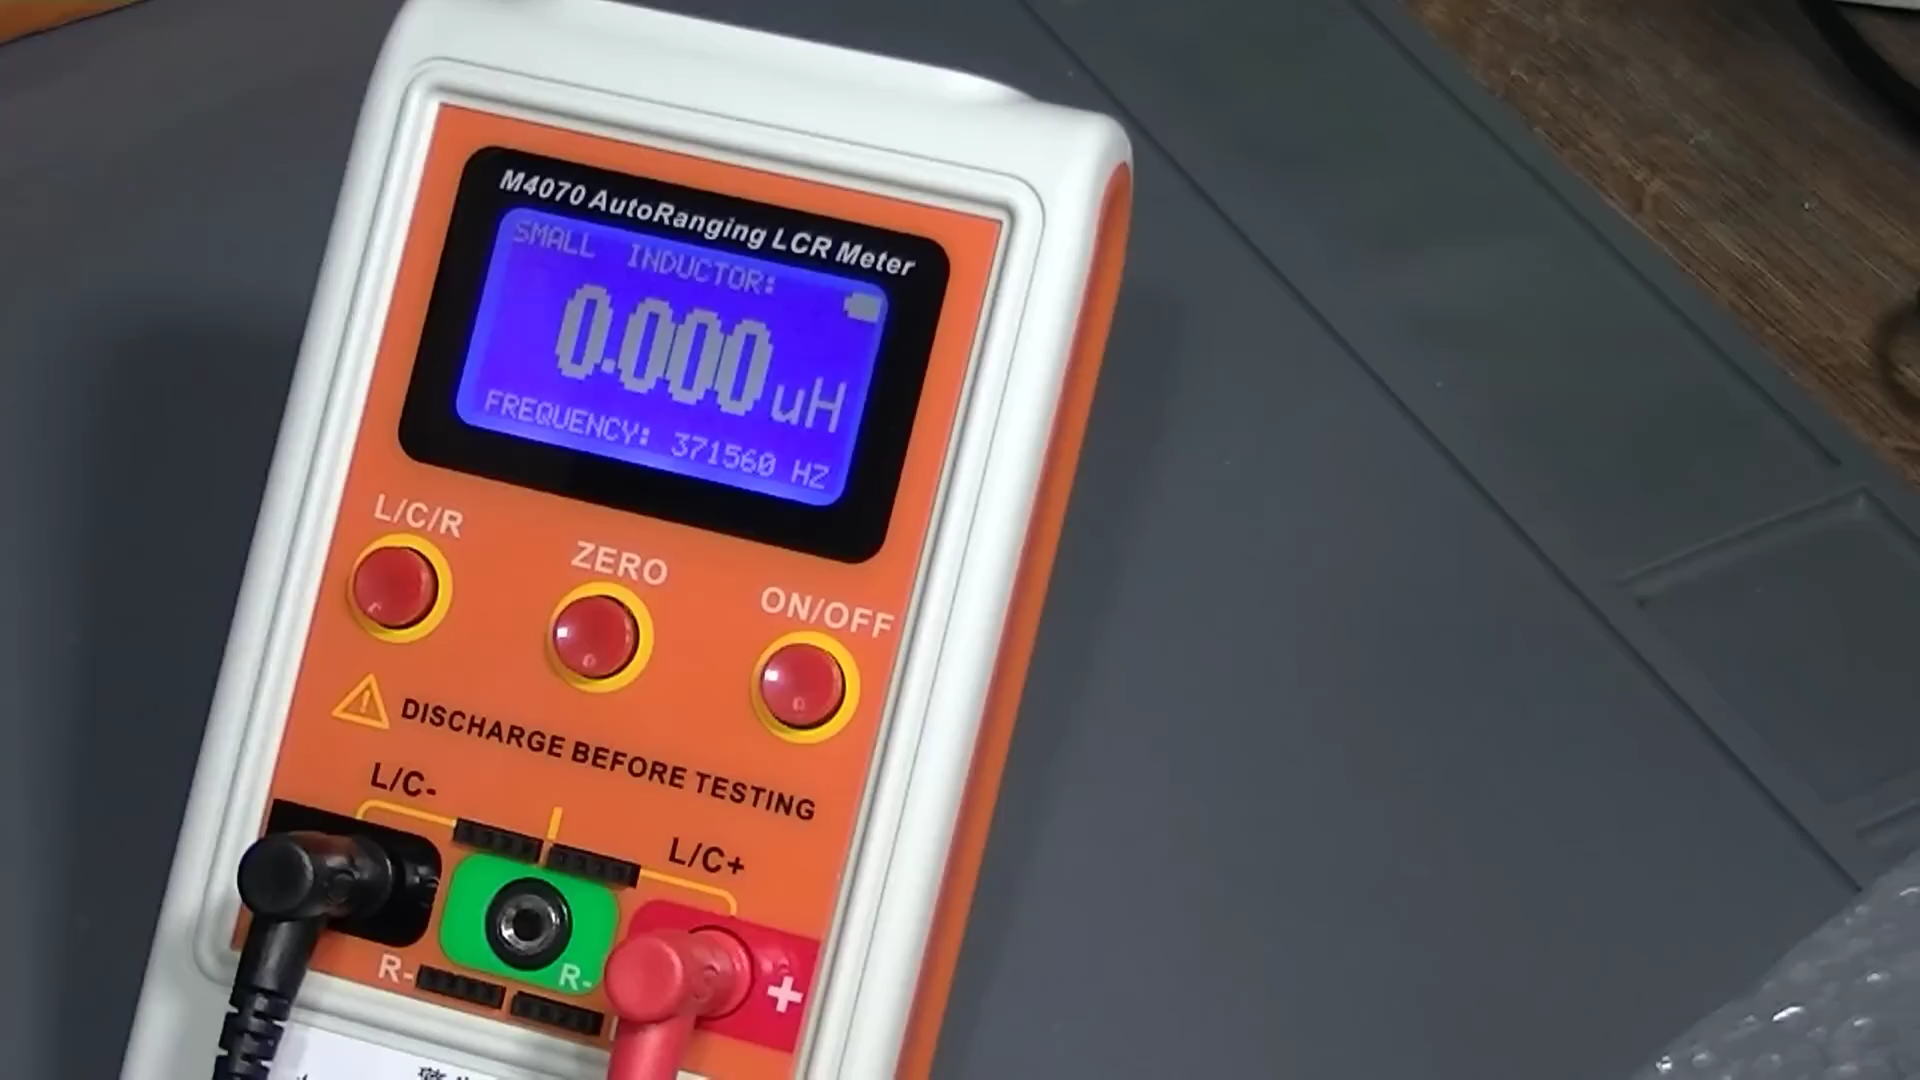 M4070 AutoRanging LCR Meter
SMALL INDUCTOR:
0.000 uH
FREQUENCY: 371560 HZ
L/C/R
ZERO
ON/OFF
DISCHARGE BEFORE TESTING
L/C-
L/C+
R-
R-
+